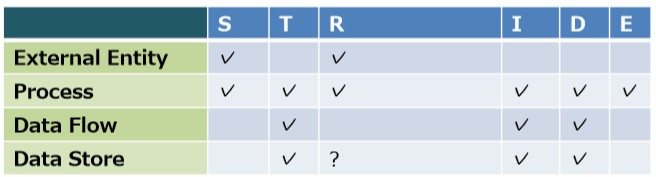 S T R I D E
External Entity ✓ ✓
Process ✓ ✓ ✓ ✓ ✓ ✓
Data Flow ✓ ✓ ✓
Data Store ✓ ? ✓ ✓